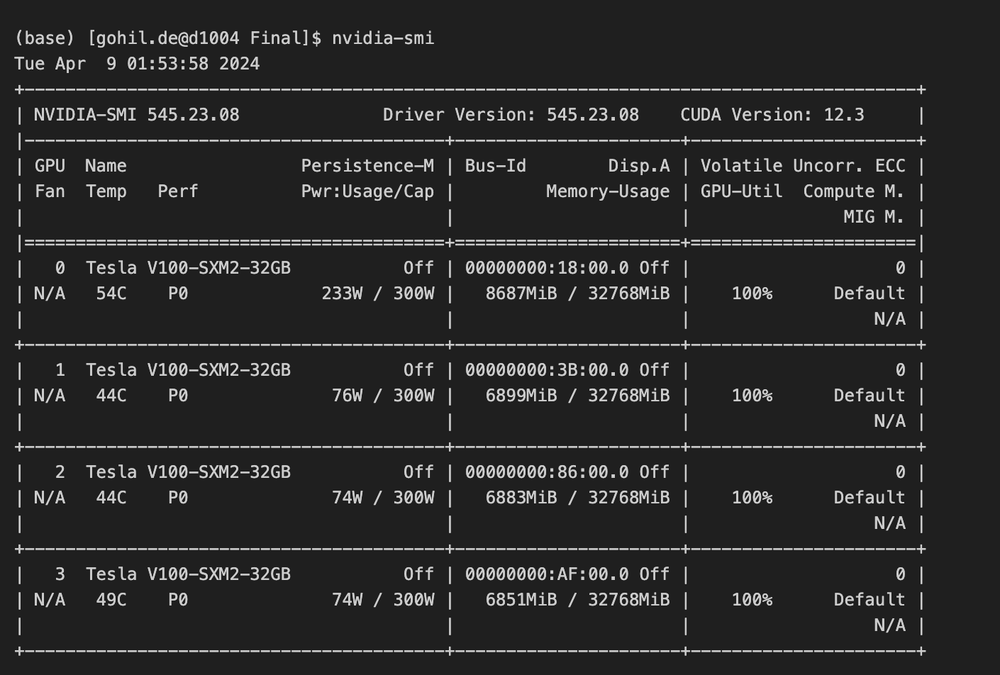 (base) [gohil.de@d1004 Final]$ nvidia-smi
Tue Apr  9 01:53:58 2024
+---------------------------------------------------------------------------------------+
| NVIDIA-SMI 545.23.08              Driver Version: 545.23.08    CUDA Version: 12.3     |
|-----------------------------------------+----------------------+----------------------+
| GPU  Name                 Persistence-M | Bus-Id        Disp.A | Volatile Uncorr. ECC |
| Fan  Temp   Perf          Pwr:Usage/Cap |         Memory-Usage | GPU-Util  Compute M. |
|                                         |                      |               MIG M. |
|=========================================+======================+======================|
|   0  Tesla V100-SXM2-32GB           Off | 00000000:18:00.0 Off |                    0 |
| N/A   54C    P0             233W / 300W |   8687MiB / 32768MiB |    100%      Default |
|                                         |                      |                  N/A |
+-----------------------------------------+----------------------+----------------------+
|   1  Tesla V100-SXM2-32GB           Off | 00000000:3B:00.0 Off |                    0 |
| N/A   44C    P0              76W / 300W |   6899MiB / 32768MiB |    100%      Default |
|                                         |                      |                  N/A |
+-----------------------------------------+----------------------+----------------------+
|   2  Tesla V100-SXM2-32GB           Off | 00000000:86:00.0 Off |                    0 |
| N/A   44C    P0              74W / 300W |   6883MiB / 32768MiB |    100%      Default |
|                                         |                      |                  N/A |
+-----------------------------------------+----------------------+----------------------+
|   3  Tesla V100-SXM2-32GB           Off | 00000000:AF:00.0 Off |                    0 |
| N/A   49C    P0              74W / 300W |   6851MiB / 32768MiB |    100%      Default |
|                                         |                      |                  N/A |
+-----------------------------------------+----------------------+----------------------+